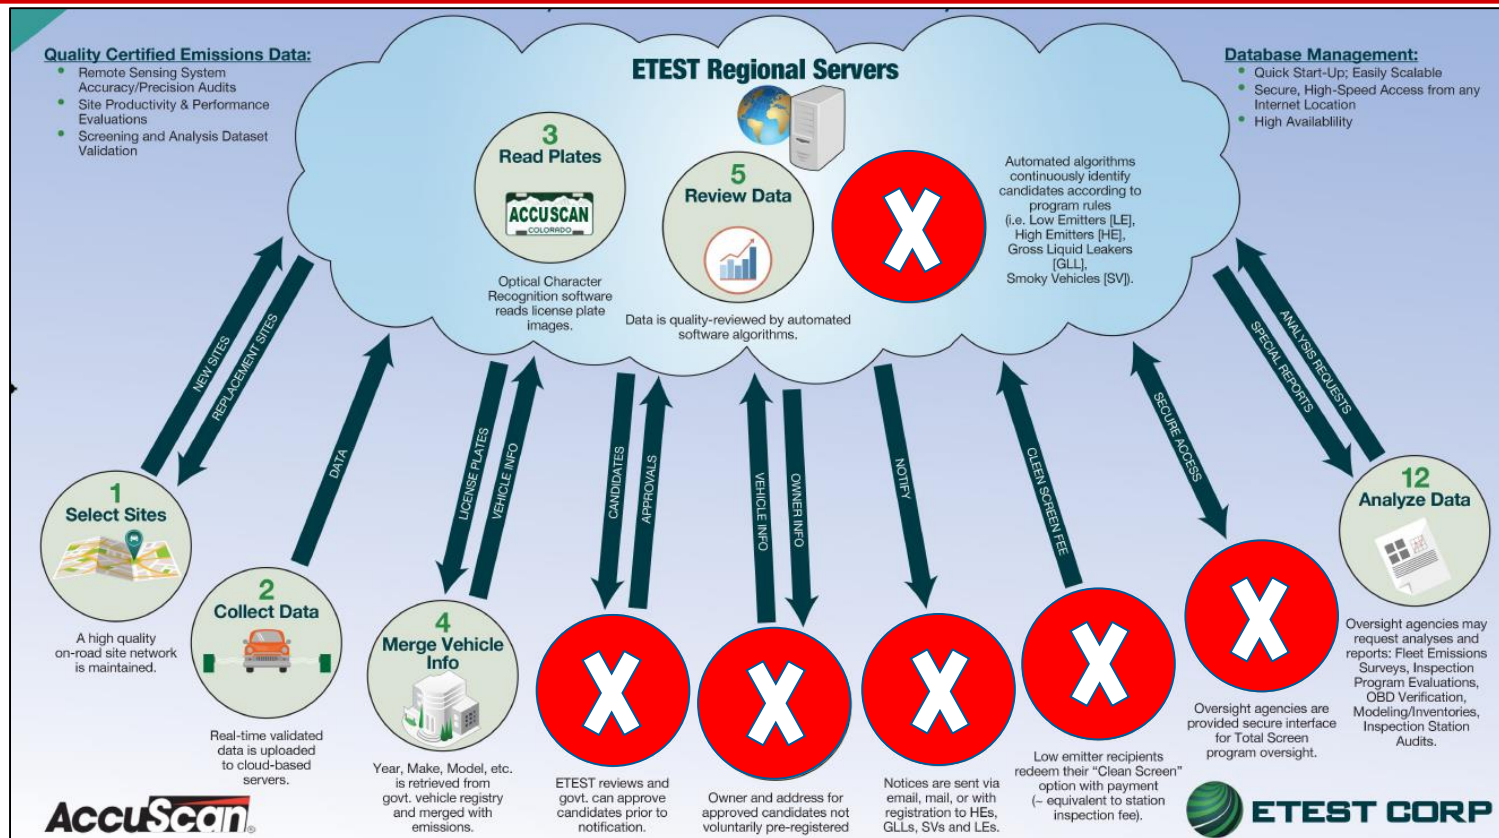 Quality Certified Emissions Data:
Remote Sensing System
Accuracy/Precision Audits
Site Productivity & Performance
Evaluations
Screening and Analysis Dataset
Validation
ETEST Regional Servers
Database Management:
Quick Start-Up; Easily Scalable
Secure, High-Speed Access from any
Internet Location
High Availablility
3
Read Plates
ACCUSCAN
COLORADO
Optical Character
Recognition software
reads license plate
images.
5
Review Data
Data is quality-reviewed by automated
software algorithms.
X
Automated algorithms
continuously identify
candidates according to
program rules
(i.e. Low Emitters [LE],
High Emitters [HE],
Gross Liquid Leakers
[GLL],
Smoky Vehicles [SV]).
NEW SITES
REPLACEMENT SITES
DATA
LICENSE PLATES
VEHICLE INFO
CANDIDATES
APPROVALS
VEHICLE INFO
OWNER INFO
NOTIFY
CLEEN SCREEN FEE
SECURE ACCESS
SPECIAL REPORTS
ANALYSIS REQUESTS
1
Select Sites
A high quality
on-road site network
is maintained.
2
Collect Data
Real-time validated
data is uploaded
to cloud-based
servers.
4
Merge Vehicle
Info
Year, Make, Model, etc.
is retrieved from
govt. vehicle registry
and merged with
emissions.
X
ETEST reviews and
govt. can approve
candidates prior to
notification.
X
Owner and address for
approved candidates not
voluntarily pre-registered
X
Notices are sent via
email, mail, or with
registration to HEs,
GLLs, SVs and LEs.
X
Low emitter recipients
redeem their “Clean Screen”
option with payment
(~ equivalent to station
inspection fee).
X
Oversight agencies are
provided secure interface
for Total Screen
program oversight.
12
Analyze Data
Oversight agencies may
request analyses and
reports: Fleet Emissions
Surveys, Inspection
Program Evaluations,
OBD Verification,
Modeling/Inventories,
Inspection Station
Audits.
AccuScan®
ETEST CORP